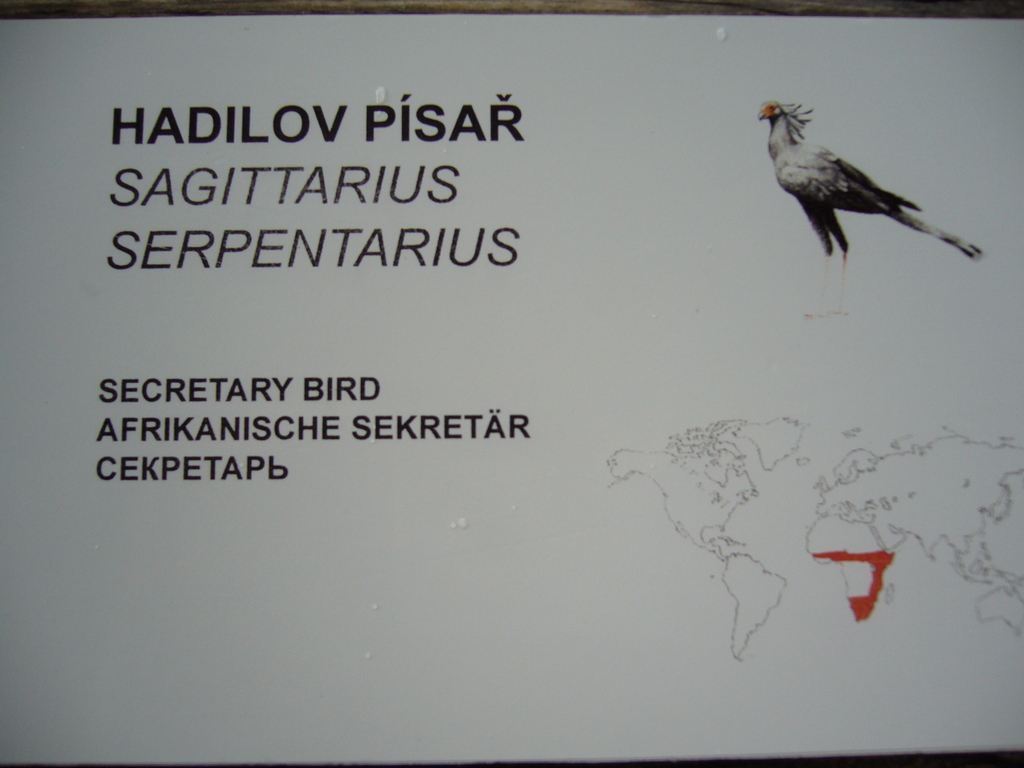 HADILOV PÍSAŘ
SAGITTARIUS
SERPENTARIUS
SECRETARY BIRD
AFRIKANISCHE SEKRETÄR
СЕКРЕТАРЬ